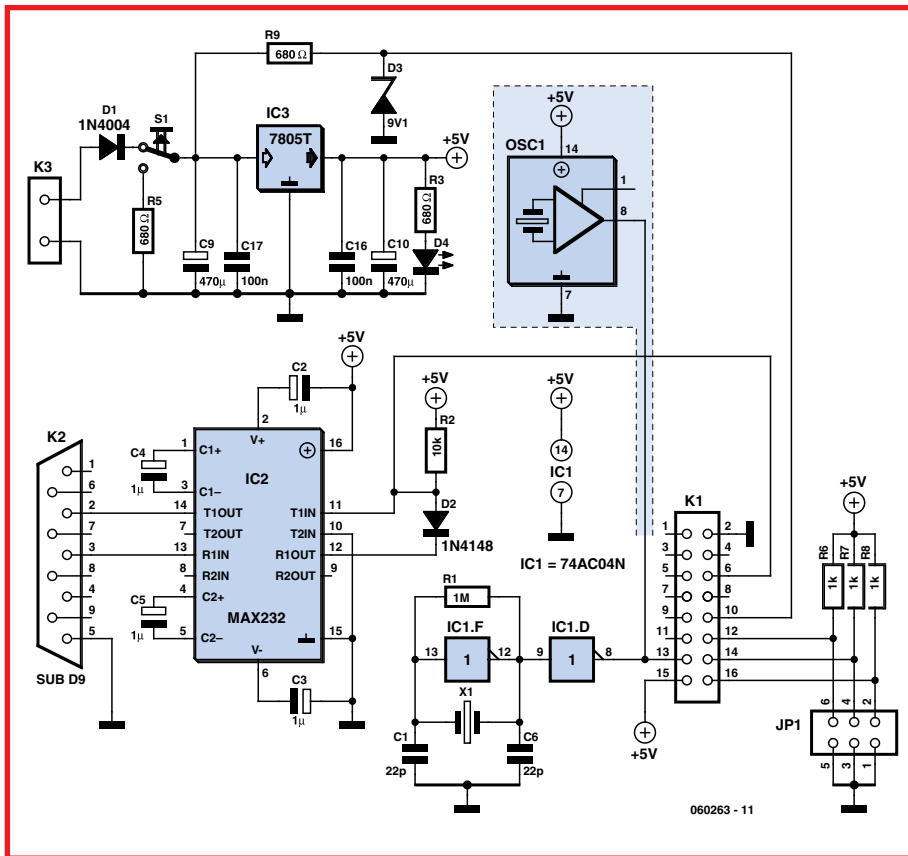 R9
680 Ω
D3
9V1
D1
1N4004
S1
IC3
7805T
+5V
K3
R5
680 Ω
C9
470µ
C17
100n
C16
100n
C10
470µ
R3
680 Ω
D4
+5V
OSC1
14
1
8
7
+5V
C2
1µ
2
V+
K2
1
6
2
7
3
8
4
9
5
SUB D9
C4
1µ
C5
1µ
1
3
14
7
13
8
4
5
C1+
C1–
T1OUT
T2OUT
R1IN
R2IN
C2+
C2–
IC2
MAX232
T1IN
T2IN
R1OUT
R2OUT
16
11
10
12
9
15
V-
6
C3
1µ
+5V
R2
10k
D2
1N4148
+5V
14
IC1
7
IC1 = 74AC04N
R1
1M
IC1.F
13
1
12
X1
C1
22p
C6
22p
IC1.D
9
1
8
K1
1
2
3
4
5
6
7
8
9
10
11
12
13
14
15
16
+5V
+5V
R6
R7
R8
1k
1k
1k
JP1
6
4
2
5
3
1
060263 - 11